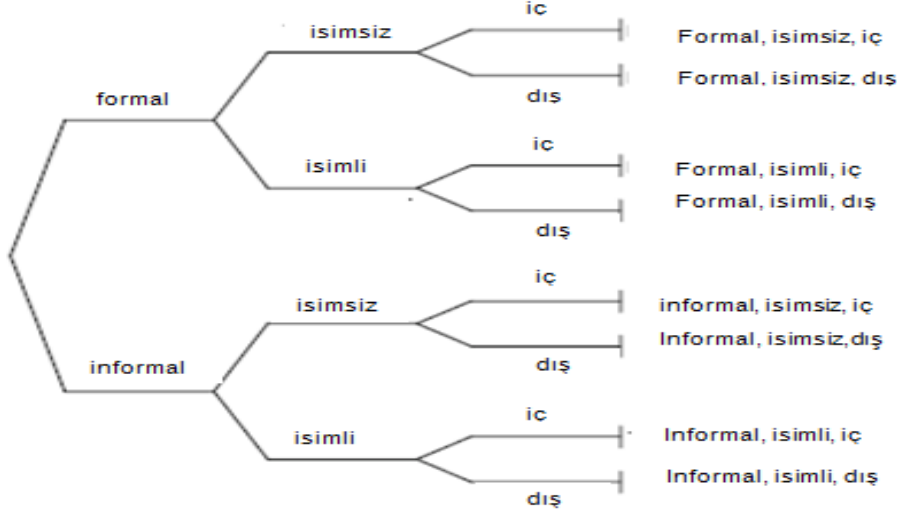 iç
isimsiz
Formal, isimsiz, iç
Formal, isimsiz, dış
formal
dış
iç
isimli
Formal, isimli, iç
Formal, isimli, dış
dış
iç
isimsiz
informal, isimsiz, iç
Informal, isimsiz,dış
informal
dış
iç
isimli
Informal, isimli, iç
Informal, isimli, dış
dış